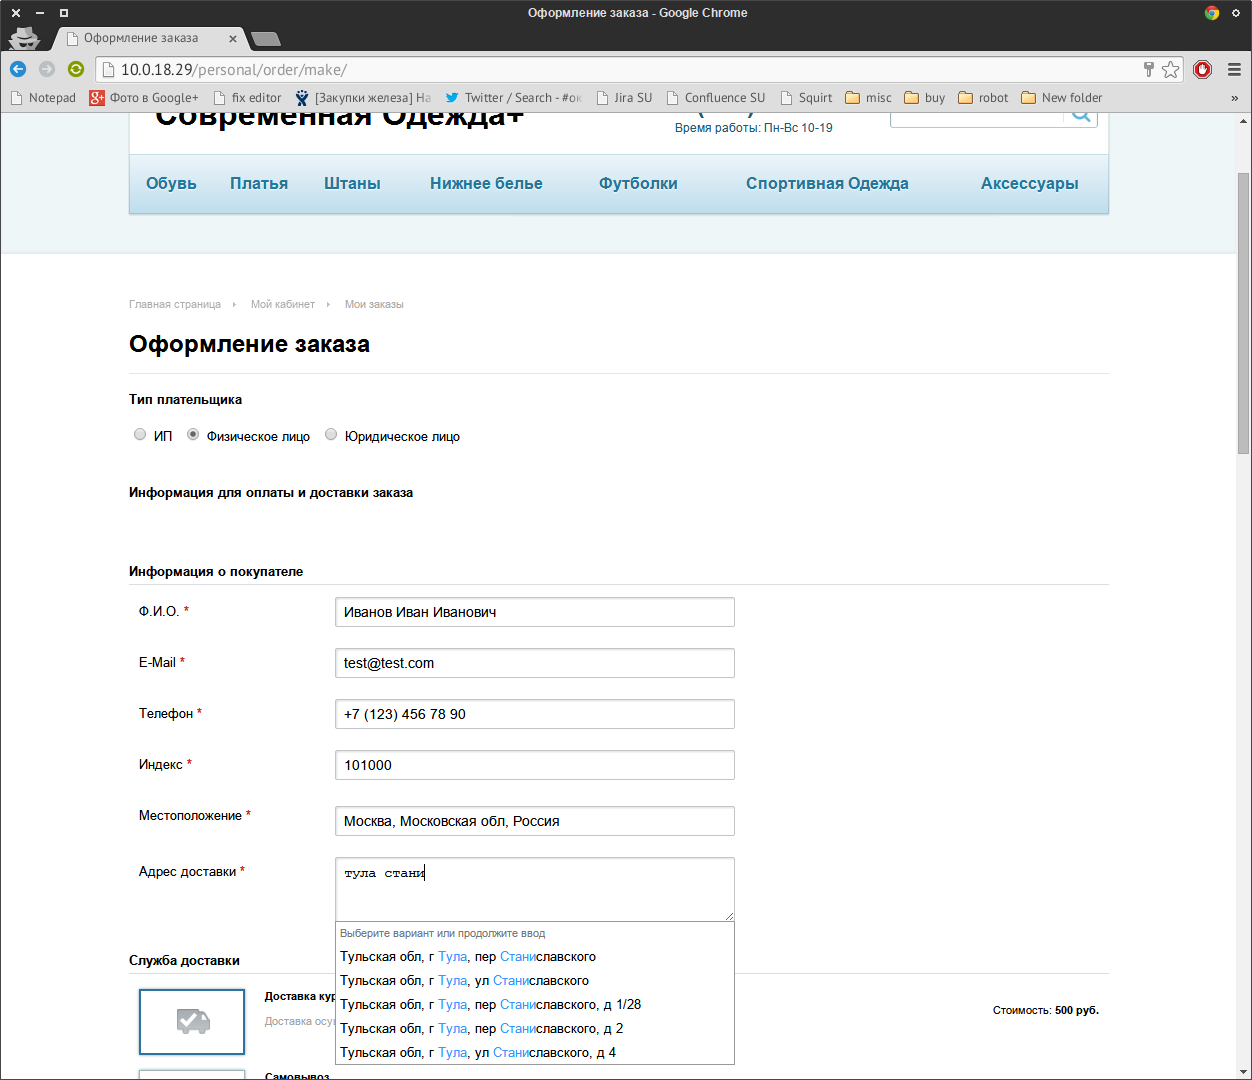 Оформление заказа - Google Chrome
Оформление заказа
10.0.18.29/personal/order/make/
Notepad Фото в Google+ fix editor [Закупки железа] На Twitter / Search - #ок Jira SU Confluence SU Squirt misc buy robot New folder »
Современная Одежда+
Время работы: Пн-Вс 10-19
Обувь Платья Штаны Нижнее белье Футболки Спортивная Одежда Аксессуары
Главная страница Мой кабинет Мои заказы
Оформление заказа
Тип плательщика
ИП Физическое лицо Юридическое лицо
Информация для оплаты и доставки заказа
Информация о покупателе
Ф.И.О. * Иванов Иван Иванович
E-Mail * test@test.com
Телефон * +7 (123) 456 78 90
Индекс * 101000
Местоположение * Москва, Московская обл, Россия
Адрес доставки * тула стани
Выберите вариант или продолжите ввод
Тульская обл, г Тула, пер Станиславского
Служба доставки
Тульская обл, г Тула, ул Станиславского
Доставка кур
Тульская обл, г Тула, пер Станиславского, д 1/28
Стоимость: 500 руб.
Доставка осу
Тульская обл, г Тула, пер Станиславского, д 2
Тульская обл, г Тула, ул Станиславского, д 4
Самовывоз